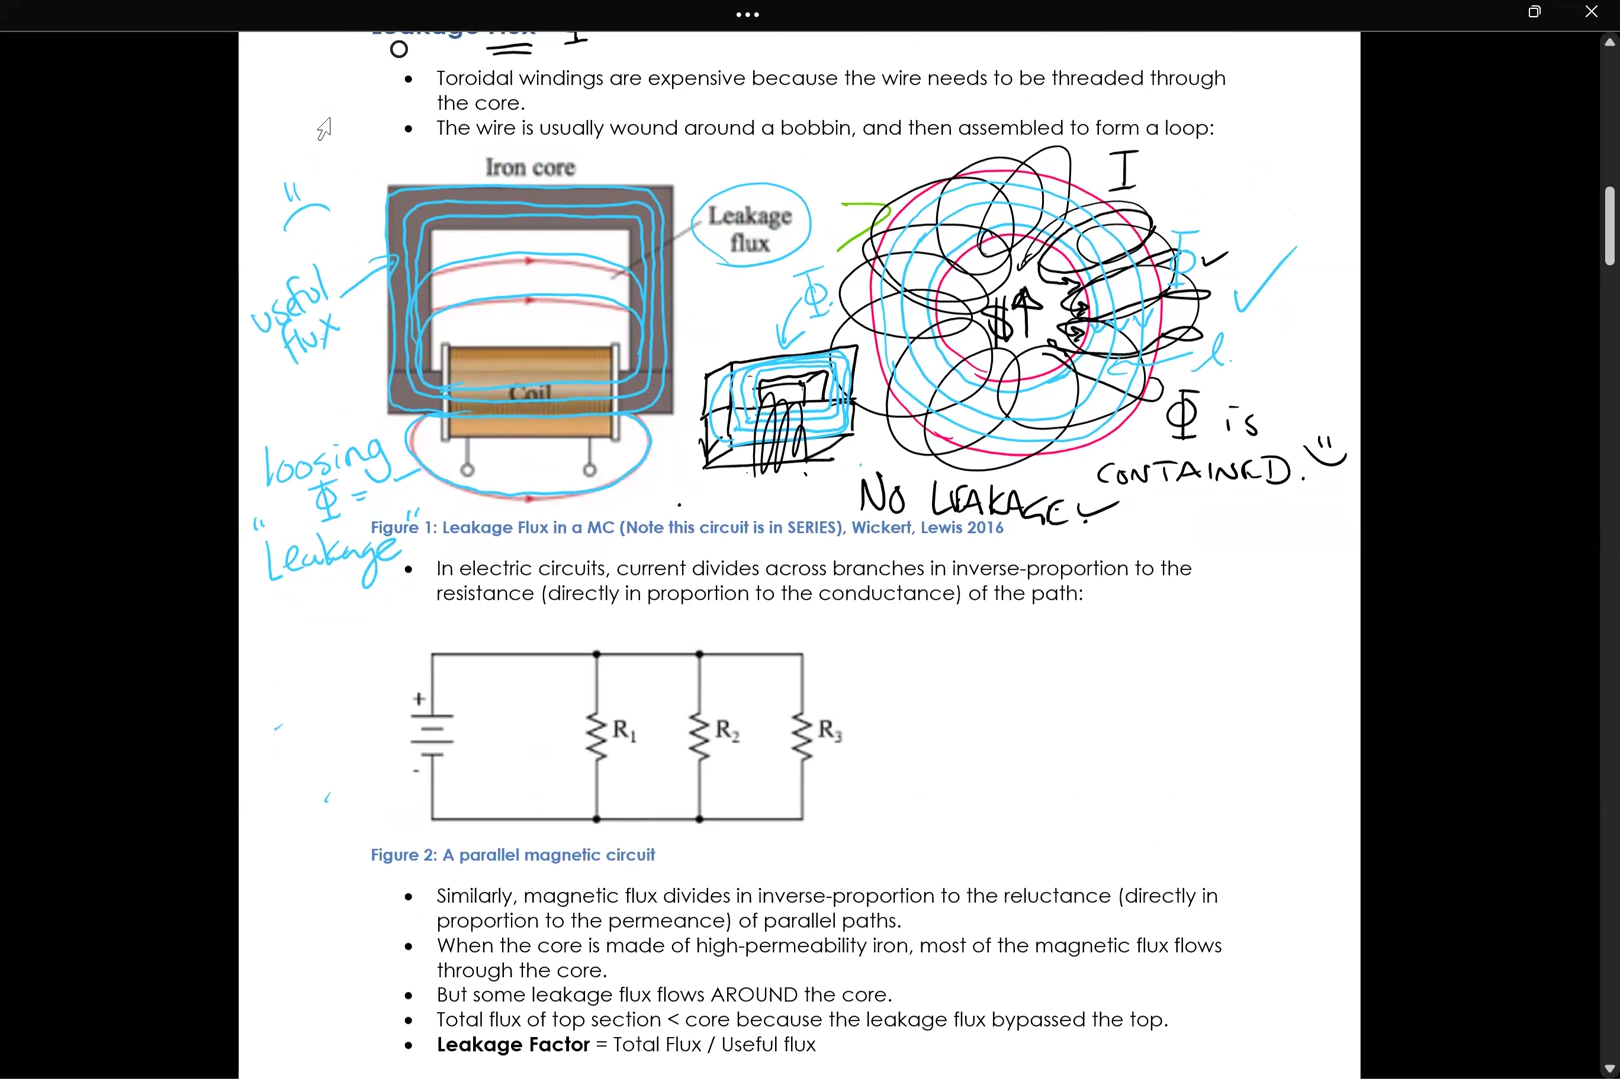 Toroidal windings are expensive because the wire needs to be threaded through
the core.
The wire is usually wound around a bobbin, and then assembled to form a loop:
Iron core
I
Leakage
flux
Φ
Φ
useful
flux
$↑
l.
Coil
Φ is
CONTAINED.
loosing
Φ =
"Leakage"
NO LEAKAGE
Figure 1: Leakage Flux in a MC (Note this circuit is in SERIES), Wickert, Lewis 2016
• In electric circuits, current divides across branches in inverse-proportion to the
resistance (directly in proportion to the conductance) of the path:
+
R₁
R₂
R₃
-
Figure 2: A parallel magnetic circuit
• Similarly, magnetic flux divides in inverse-proportion to the reluctance (directly in
proportion to the permeance) of parallel paths.
• When the core is made of high-permeability iron, most of the magnetic flux flows
through the core.
• But some leakage flux flows AROUND the core.
• Total flux of top section < core because the leakage flux bypassed the top.
• Leakage Factor = Total Flux / Useful flux